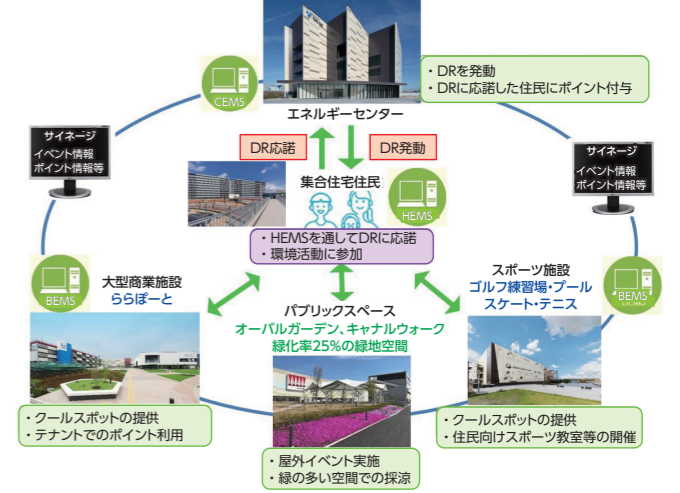 CEMS
・DRを発動
・DRに応諾した住民にポイント付与
エネルギーセンター
サイネージ
イベント情報
ポイント情報等
DR応諾
DR発動
サイネージ
イベント情報
ポイント情報等
集合住宅住民
HEMS
・HEMSを通してDRに応諾
・環境活動に参加
BEMS
大型商業施設
ららぽーと
スポーツ施設
ゴルフ練習場・プール
スケート・テニス
BEMS
パブリックスペース
オーバルガーデン、キャナルウォーク
緑化率25%の緑地空間
・クールスポットの提供
・テナントでのポイント利用
・クールスポットの提供
・住民向けスポーツ教室等の開催
・屋外イベント実施
・緑の多い空間での採涼